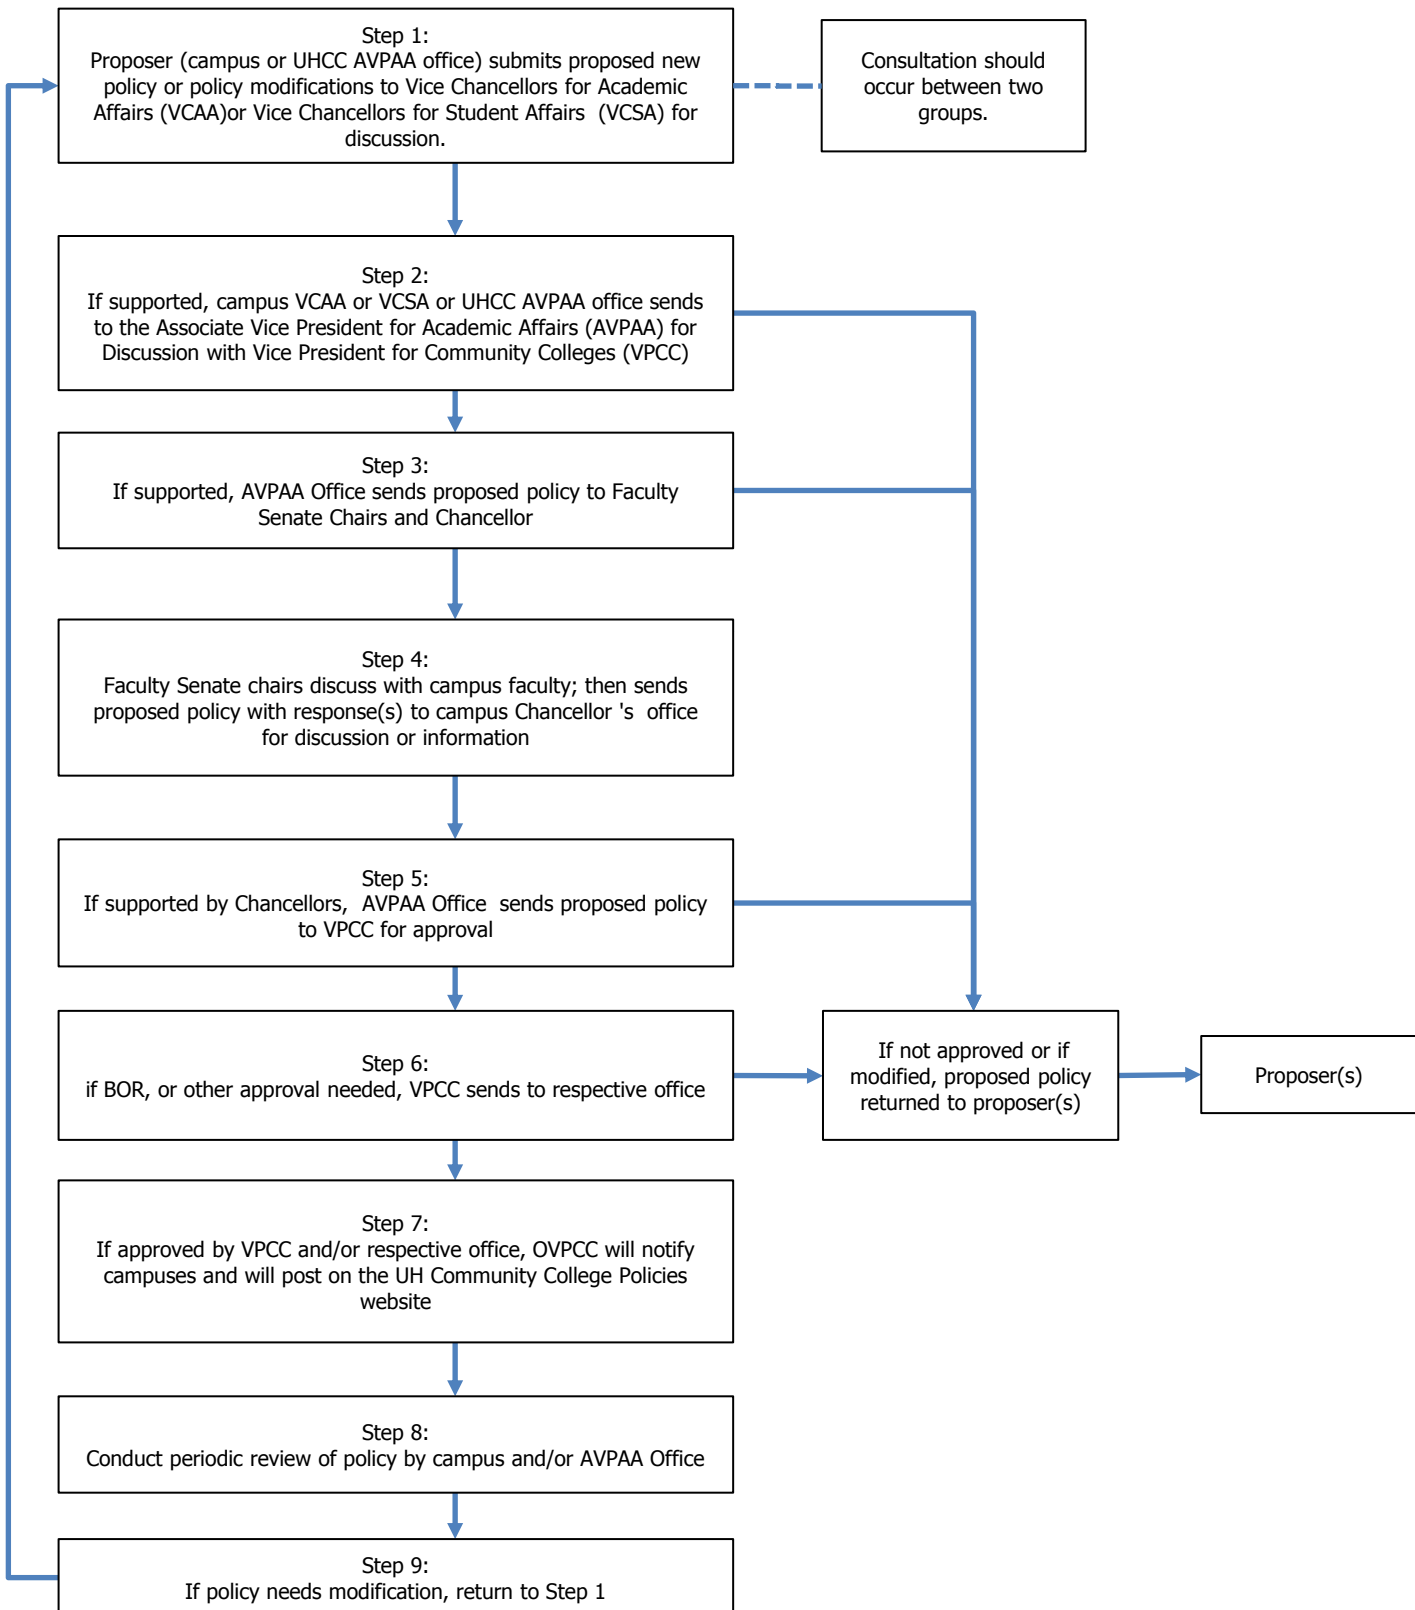 Step 1:
Proposer (campus or UHCC AVPAA office) submits proposed new
policy or policy modifications to Vice Chancellors for Academic
Affairs (VCAA)or Vice Chancellors for Student Affairs (VCSA) for
discussion.
Consultation should
occur between two
groups.
Step 2:
If supported, campus VCAA or VCSA or UHCC AVPAA office sends
to the Associate Vice President for Academic Affairs (AVPAA) for
Discussion with Vice President for Community Colleges (VPCC)
Step 3:
If supported, AVPAA Office sends proposed policy to Faculty
Senate Chairs and Chancellor
Step 4:
Faculty Senate chairs discuss with campus faculty; then sends
proposed policy with response(s) to campus Chancellor 's office
for discussion or information
Step 5:
If supported by Chancellors, AVPAA Office sends proposed policy
to VPCC for approval
Step 6:
if BOR, or other approval needed, VPCC sends to respective office
If not approved or if
modified, proposed policy
returned to proposer(s)
Proposer(s)
Step 7:
If approved by VPCC and/or respective office, OVPCC will notify
campuses and will post on the UH Community College Policies
website
Step 8:
Conduct periodic review of policy by campus and/or AVPAA Office
Step 9:
If policy needs modification, return to Step 1